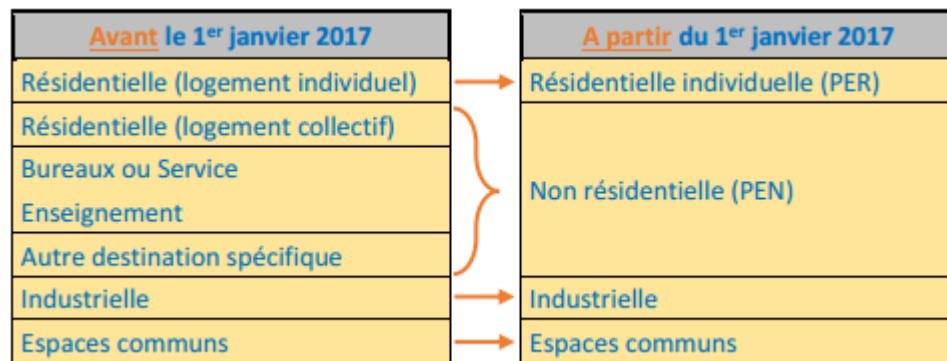 Avant le 1er janvier 2017
Résidentielle (logement individuel)
Résidentielle (logement collectif)
Bureaux ou Service
Enseignement
Autre destination spécifique
Industrielle
Espaces communs
A partir du 1er janvier 2017
Résidentielle individuelle (PER)
Non résidentielle (PEN)
Industrielle
Espaces communs